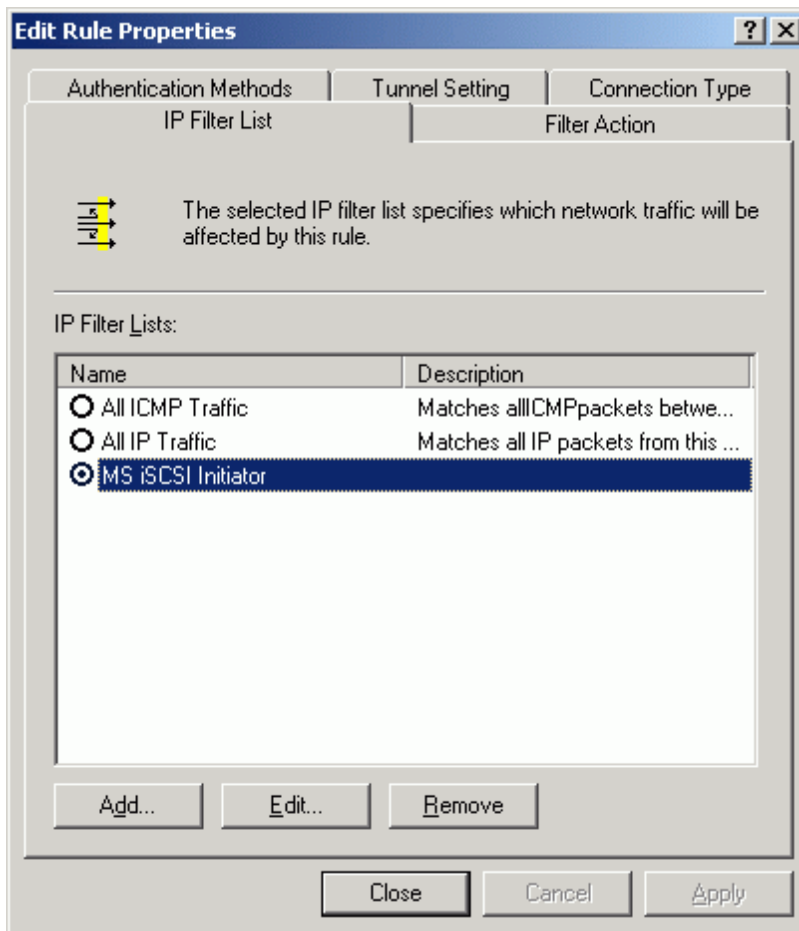 Edit Rule Properties
Authentication Methods Tunnel Setting Connection Type
IP Filter List Filter Action
The selected IP filter list specifies which network traffic will be
affected by this rule.
IP Filter Lists:
Name Description
All ICMP Traffic Matches allICMPpackets betwe...
All IP Traffic Matches all IP packets from this ...
MS iSCSI Initiator
Add... Edit... Remove
Close Cancel Apply